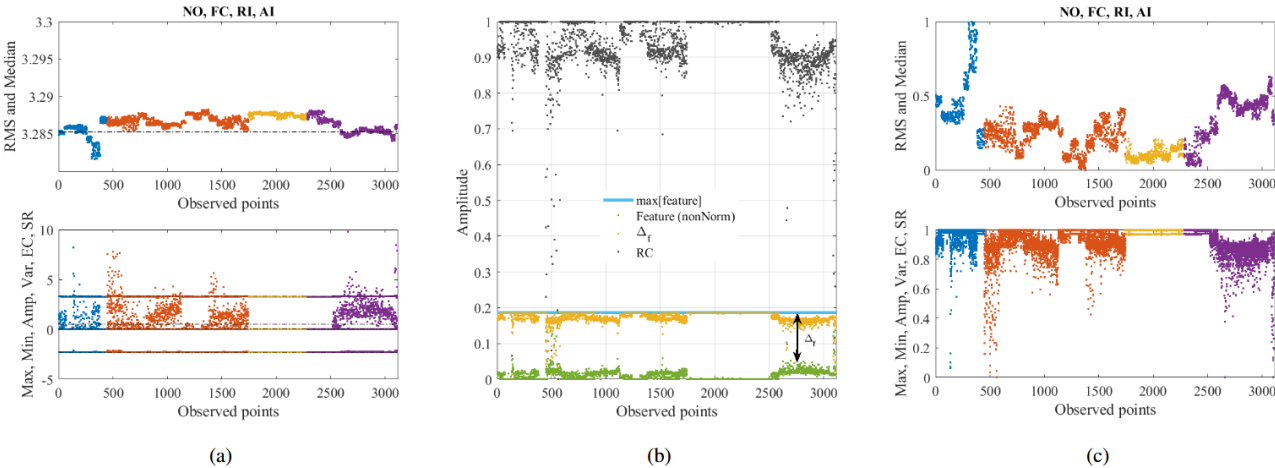 NO, FC, RI, AI
3.3
3.295
3.29
3.285
RMS and Median
0 500 1000 1500 2000 2500 3000
Observed points
10
5
0
-5
Max, Min, Amp, Var, EC, SR
0 500 1000 1500 2000 2500 3000
Observed points
(a)
1
0.9
0.8
0.7
0.6
0.5
0.4
0.3
0.2
0.1
0
Amplitude
max[feature]
Feature (nonNorm)
Δf
RC
Δf
0 500 1000 1500 2000 2500 3000
Observed points
(b)
NO, FC, RI, AI
1
0.5
0
RMS and Median
0 500 1000 1500 2000 2500 3000
Observed points
1
0.8
0.6
0.4
0.2
0
Max, Min, Amp, Var, EC, SR
0 500 1000 1500 2000 2500 3000
Observed points
(c)